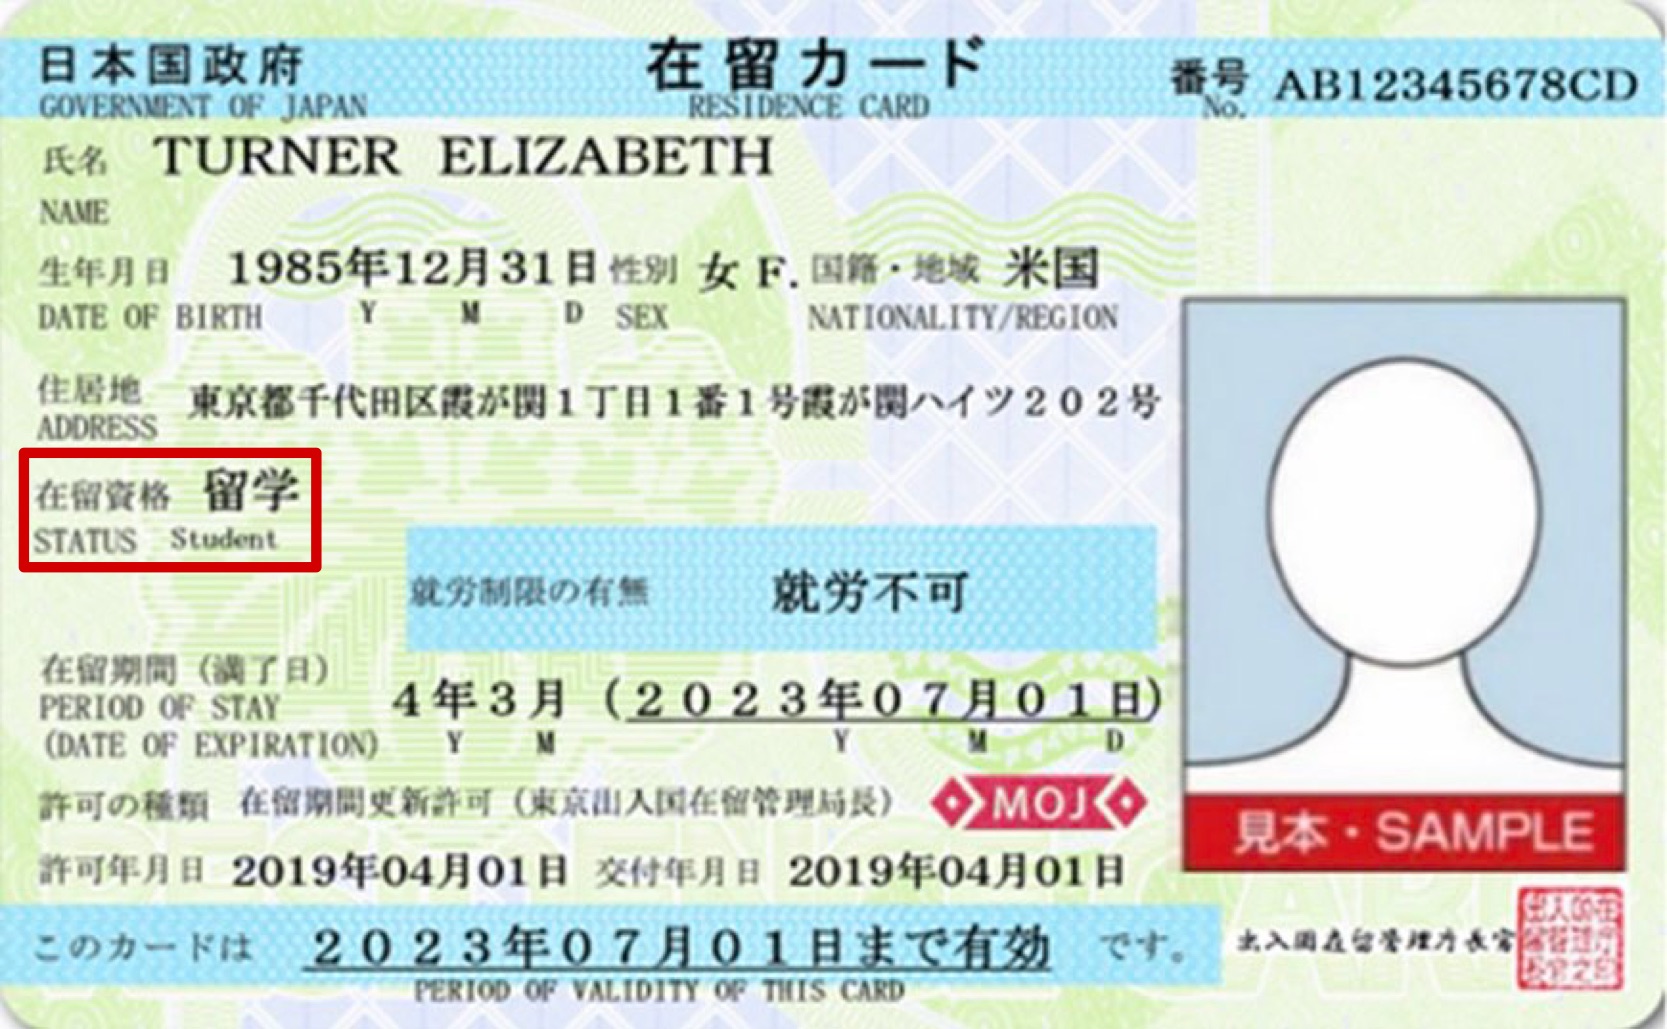 日本国政府 在留カード 番号 AB12345678CD
GOVERNMENT OF JAPAN RESIDENCE CARD No.
氏名 TURNER ELIZABETH
NAME
生年月日 1985年12月31日 性別 女 F. 国籍・地域 米国
DATE OF BIRTH Y M D SEX NATIONALITY/REGION
住居地 東京都千代田区霞が関1丁目1番1号霞が関ハイツ202号
ADDRESS
在留資格 留学
STATUS Student
就労制限の有無 就労不可
在留期間(満了日)
PERIOD OF STAY
(DATE OF EXPIRATION)
4年3月(2023年07月01日)
Y M Y M D
許可の種類 在留期間更新許可(東京出入国在留管理局長)
MOJ
見本・SAMPLE
許可年月日 2019年04月01日 交付年月日 2019年04月01日
このカードは 2023年07月01日まで有効 です。
PERIOD OF VALIDITY OF THIS CARD
出入国在留管理庁長官